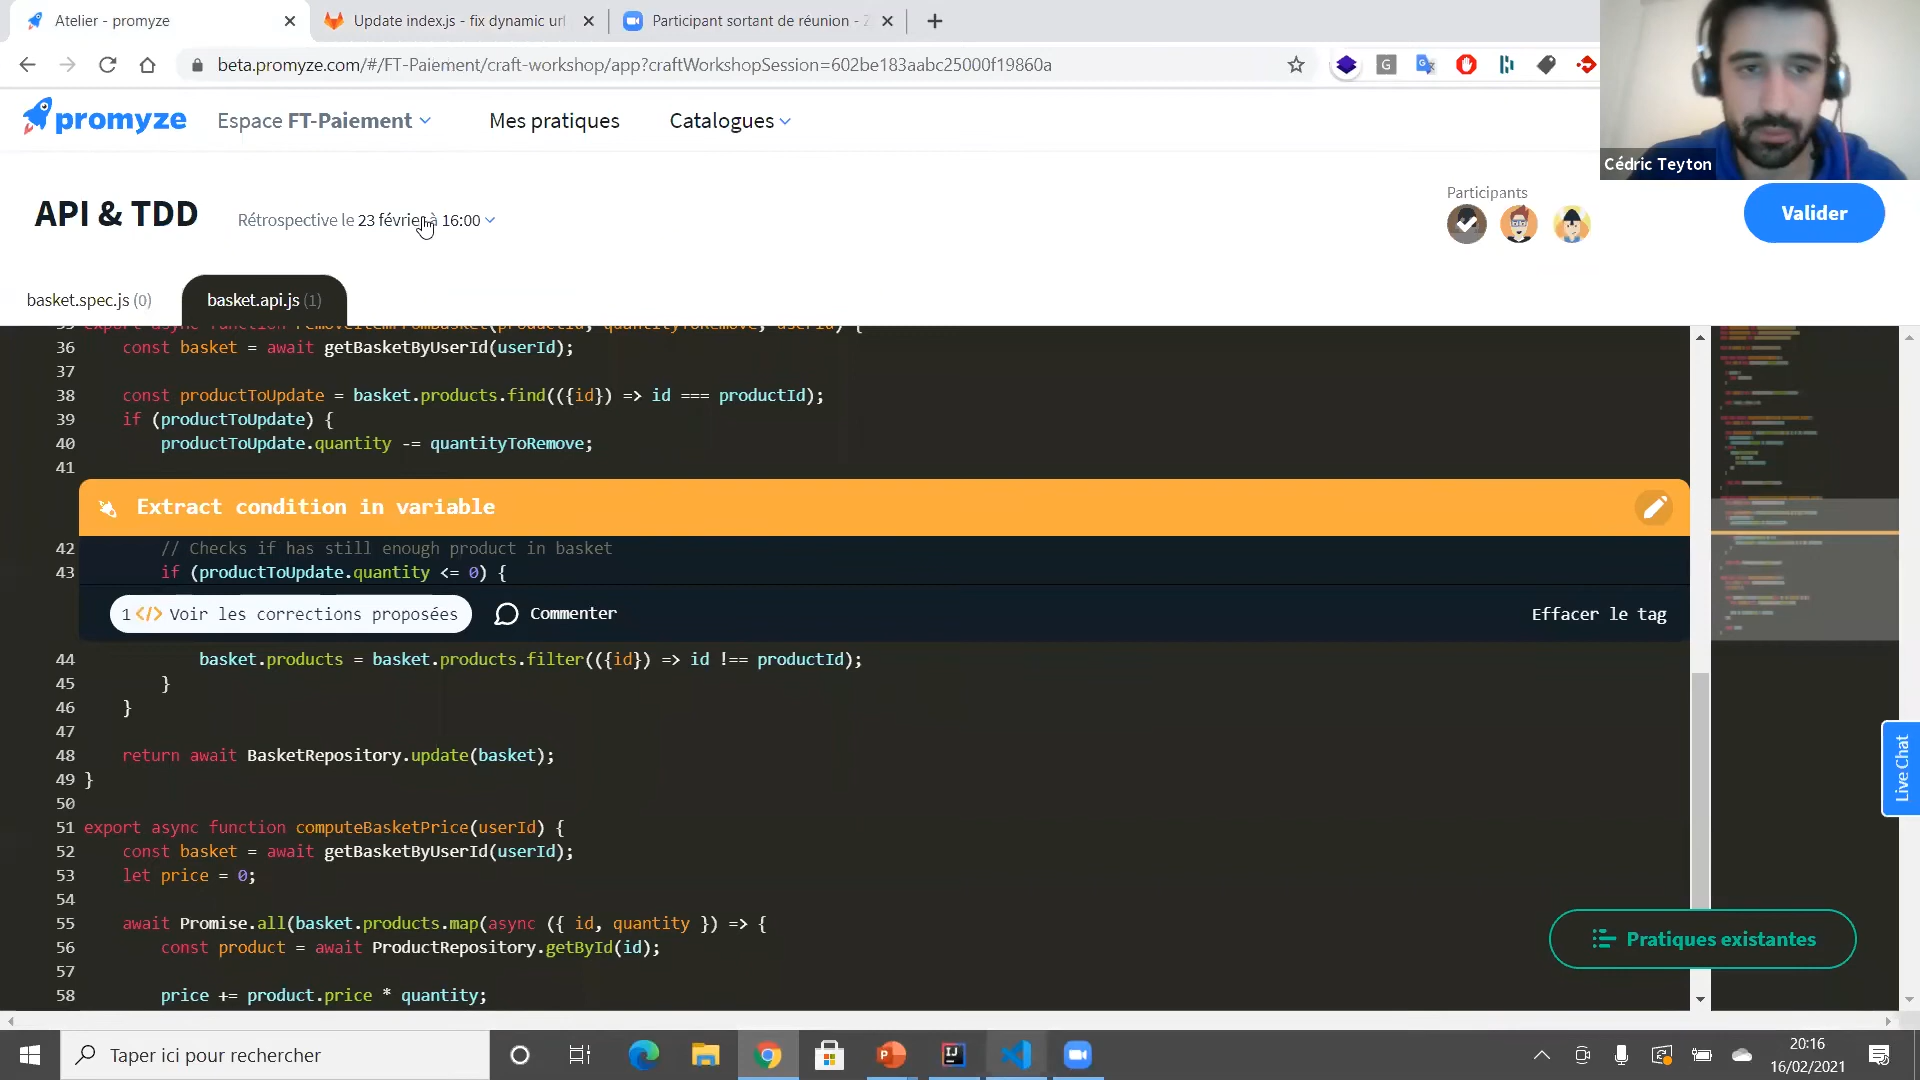 Atelier - promyze
Update index.js - fix dynamic url
Participant sortant de réunion -
beta.promyze.com/#/FT-Paiement/craft-workshop/app?craftWorkshopSession=602be183aabc25000f19860a
Cédric Teyton
promyze
Espace FT-Paiement
Mes pratiques
Catalogues
API & TDD
Rétrospective le 23 février à 16:00
Participants
Valider
basket.spec.js (0)
basket.api.js (1)
export async function removeItemFromBasket(productId, quantityToRemove, userId) {
36 const basket = await getBasketByUserId(userId);
37
38 const productToUpdate = basket.products.find(({id}) => id === productId);
39 if (productToUpdate) {
40 productToUpdate.quantity -= quantityToRemove;
41
Extract condition in variable
42 // Checks if has still enough product in basket
43 if (productToUpdate.quantity <= 0) {
1 </> Voir les corrections proposées
Commenter
Effacer le tag
44 basket.products = basket.products.filter(({id}) => id !== productId);
45 }
46 }
47
48 return await BasketRepository.update(basket);
49 }
50
51 export async function computeBasketPrice(userId) {
52 const basket = await getBasketByUserId(userId);
53 let price = 0;
54
55 await Promise.all(basket.products.map(async ({ id, quantity }) => {
56 const product = await ProductRepository.getById(id);
57
58 price += product.price * quantity;
Live Chat
Pratiques existantes
Taper ici pour rechercher
20:16
16/02/2021